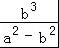 b³
a² − b²